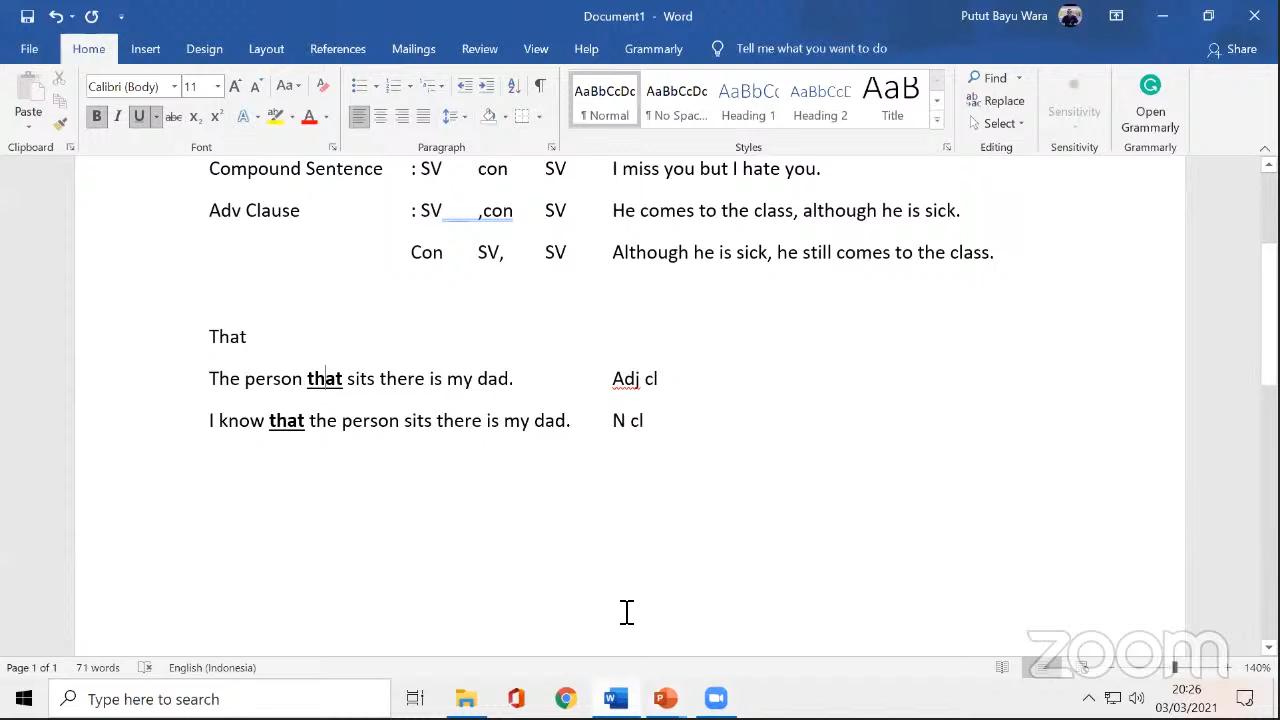 Document1 - Word
Putut Bayu Wara
File Home Insert Design Layout References Mailings Review View Help Grammarly Tell me what you want to do Share
Paste
Clipboard
Calibri (Body) 11
Font
Paragraph
AaBbCcDc AaBbCcDc AaBbCc AaBbCcD AaB
¶ Normal ¶ No Spac... Heading 1 Heading 2 Title
Styles
Find
Replace
Select
Editing
Sensitivity
Sensitivity
Open
Grammarly
Grammarly
Compound Sentence : SV con SV I miss you but I hate you.
Adv Clause : SV ,con SV He comes to the class, although he is sick.
Con SV, SV Although he is sick, he still comes to the class.
That
The person that sits there is my dad. Adj cl
I know that the person sits there is my dad. N cl
zoom
Page 1 of 1 71 words English (Indonesia) 140%
Type here to search
20:26
03/03/2021